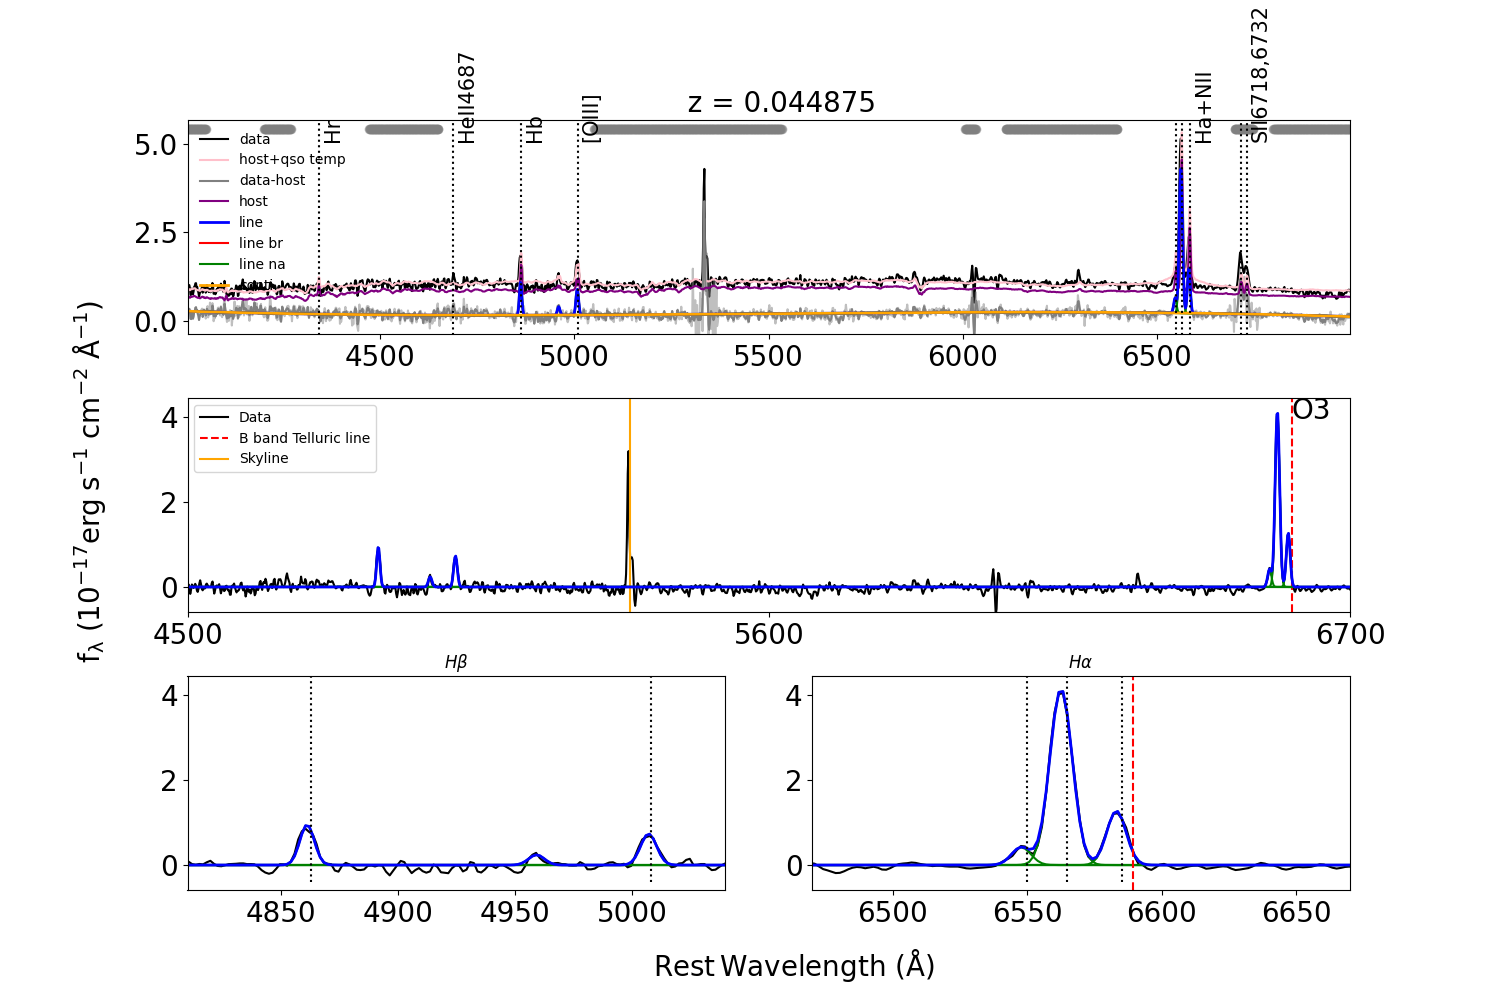 z = 0.044875
Hr
HeII4687
Hb
[OIII]
Ha+NII
SII6718,6732
data
host+qso temp
data-host
host
line
line br
line na
5.0
2.5
0.0
4500
5000
5500
6000
6500
Data
B band Telluric line
Skyline
O3
4
2
0
4500
5600
6700
fλ (10−17erg s−1 cm−2 Å−1)
Hβ
4
2
0
4850
4900
4950
5000
Hα
4
2
0
6500
6550
6600
6650
Rest Wavelength (Å)